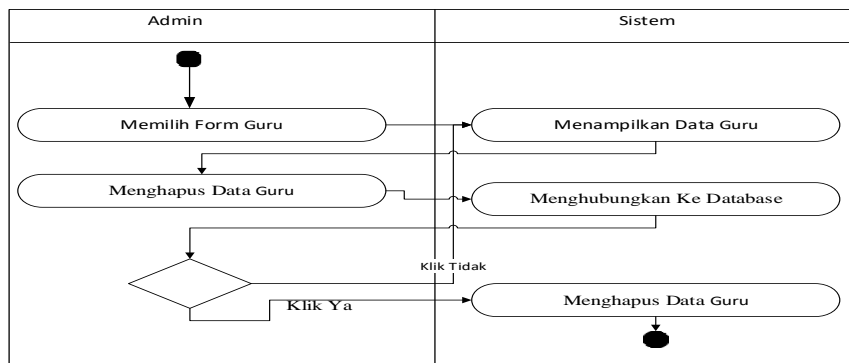 Admin
Sistem
Memilih Form Guru
Menampilkan Data Guru
Menghapus Data Guru
Menghubungkan Ke Database
Klik Tidak
Klik Ya
Menghapus Data Guru